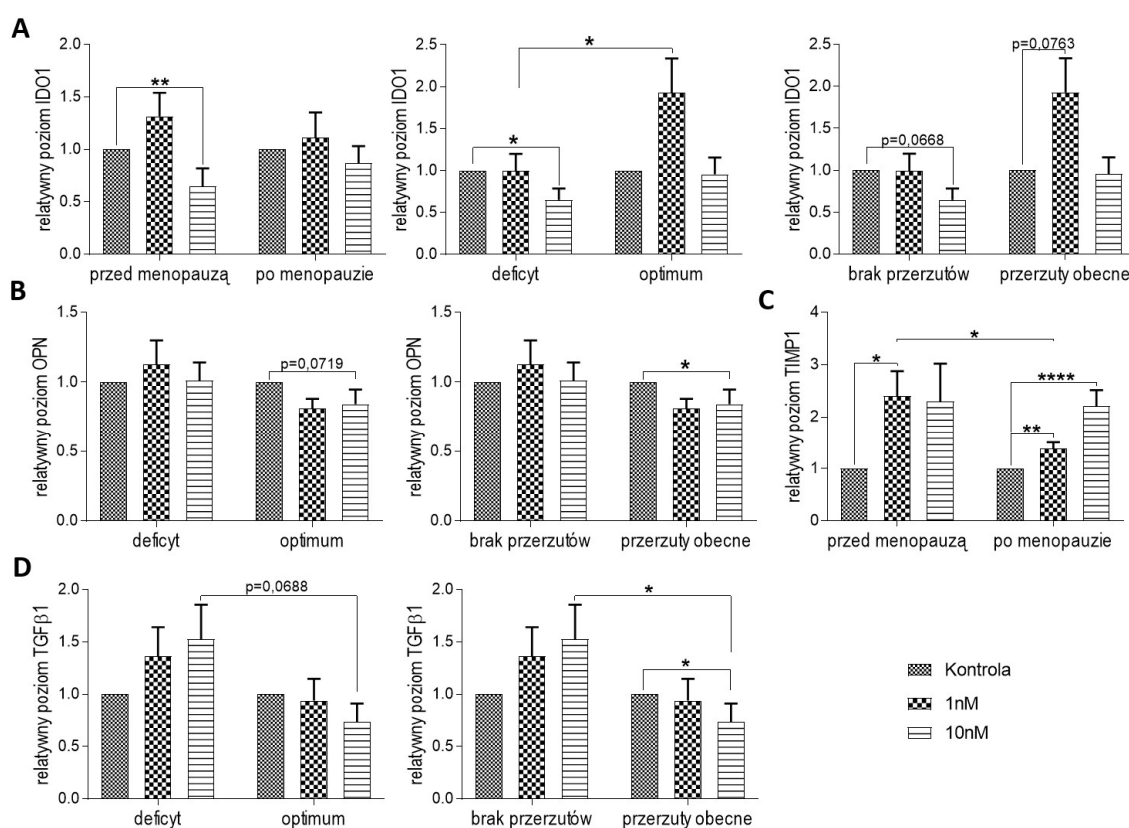 A
relatywny poziom IDO1
2.0
1.5
1.0
0.5
0.0
**
przed menopauzą
po menopauzie
relatywny poziom IDO1
2.5
2.0
1.5
1.0
0.5
0.0
*
*
deficyt
optimum
relatywny poziom IDO1
2.5
2.0
1.5
1.0
0.5
0.0
p=0,0763
p=0,0668
brak przerzutów
przerzuty obecne
B
relatywny poziom OPN
1.5
1.0
0.5
0.0
p=0,0719
deficyt
optimum
relatywny poziom OPN
1.5
1.0
0.5
0.0
*
brak przerzutów
przerzuty obecne
C
relatywny poziom TIMP1
4
3
2
1
0
*
*
****
**
przed menopauzą
po menopauzie
D
relatywny poziom TGFβ1
2.0
1.5
1.0
0.5
0.0
p=0,0688
deficyt
optimum
relatywny poziom TGFβ1
2.0
1.5
1.0
0.5
0.0
*
*
brak przerzutów
przerzuty obecne
Kontrola
1nM
10nM